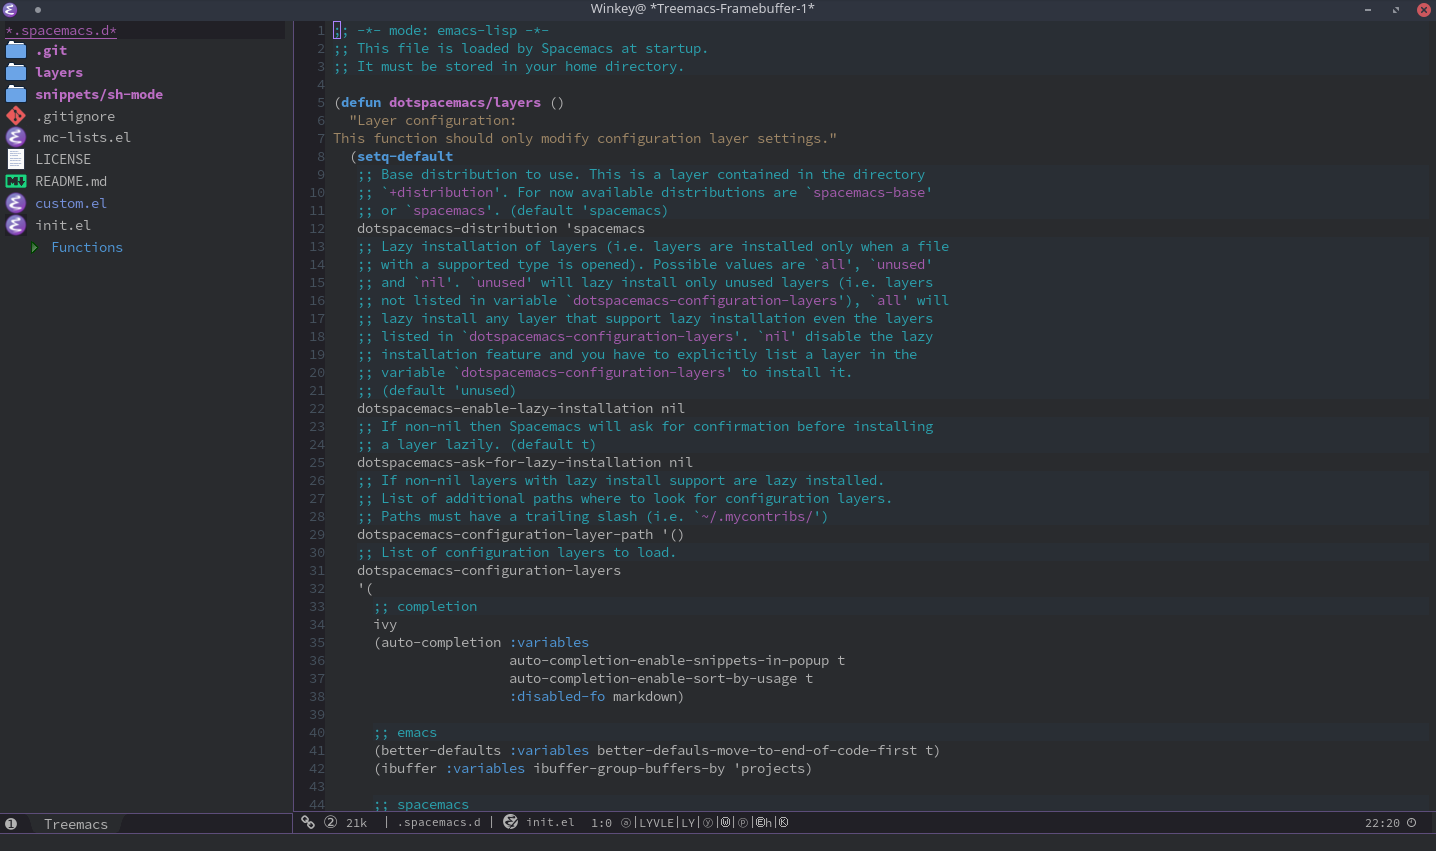 Winkey@ *Treemacs-Framebuffer-1*
*.spacemacs.d*
.git
layers
snippets/sh-mode
.gitignore
.mc-lists.el
LICENSE
README.md
custom.el
init.el
Functions
1 ;; -*- mode: emacs-lisp -*-
2 ;; This file is loaded by Spacemacs at startup.
3 ;; It must be stored in your home directory.
4
5 (defun dotspacemacs/layers ()
6 "Layer configuration:
7 This function should only modify configuration layer settings."
8 (setq-default
9 ;; Base distribution to use. This is a layer contained in the directory
10 ;; `+distribution'. For now available distributions are `spacemacs-base'
11 ;; or `spacemacs'. (default 'spacemacs)
12 dotspacemacs-distribution 'spacemacs
13 ;; Lazy installation of layers (i.e. layers are installed only when a file
14 ;; with a supported type is opened). Possible values are `all', `unused'
15 ;; and `nil'. `unused' will lazy install only unused layers (i.e. layers
16 ;; not listed in variable `dotspacemacs-configuration-layers'), `all' will
17 ;; lazy install any layer that support lazy installation even the layers
18 ;; listed in `dotspacemacs-configuration-layers'. `nil' disable the lazy
19 ;; installation feature and you have to explicitly list a layer in the
20 ;; variable `dotspacemacs-configuration-layers' to install it.
21 ;; (default 'unused)
22 dotspacemacs-enable-lazy-installation nil
23 ;; If non-nil then Spacemacs will ask for confirmation before installing
24 ;; a layer lazily. (default t)
25 dotspacemacs-ask-for-lazy-installation nil
26 ;; If non-nil layers with lazy install support are lazy installed.
27 ;; List of additional paths where to look for configuration layers.
28 ;; Paths must have a trailing slash (i.e. `~/.mycontribs/')
29 dotspacemacs-configuration-layer-path '()
30 ;; List of configuration layers to load.
31 dotspacemacs-configuration-layers
32 '(
33 ;; completion
34 ivy
35 (auto-completion :variables
36 auto-completion-enable-snippets-in-popup t
37 auto-completion-enable-sort-by-usage t
38 :disabled-fo markdown)
39
40 ;; emacs
41 (better-defaults :variables better-defauls-move-to-end-of-code-first t)
42 (ibuffer :variables ibuffer-group-buffers-by 'projects)
43
44 ;; spacemacs
❶ Treemacs
② 21k | .spacemacs.d | init.el 1:0 ⓐ|LYVLE|LY|ⓨ|Ⓦ|ⓟ|Ⓔh|Ⓚ 22:20